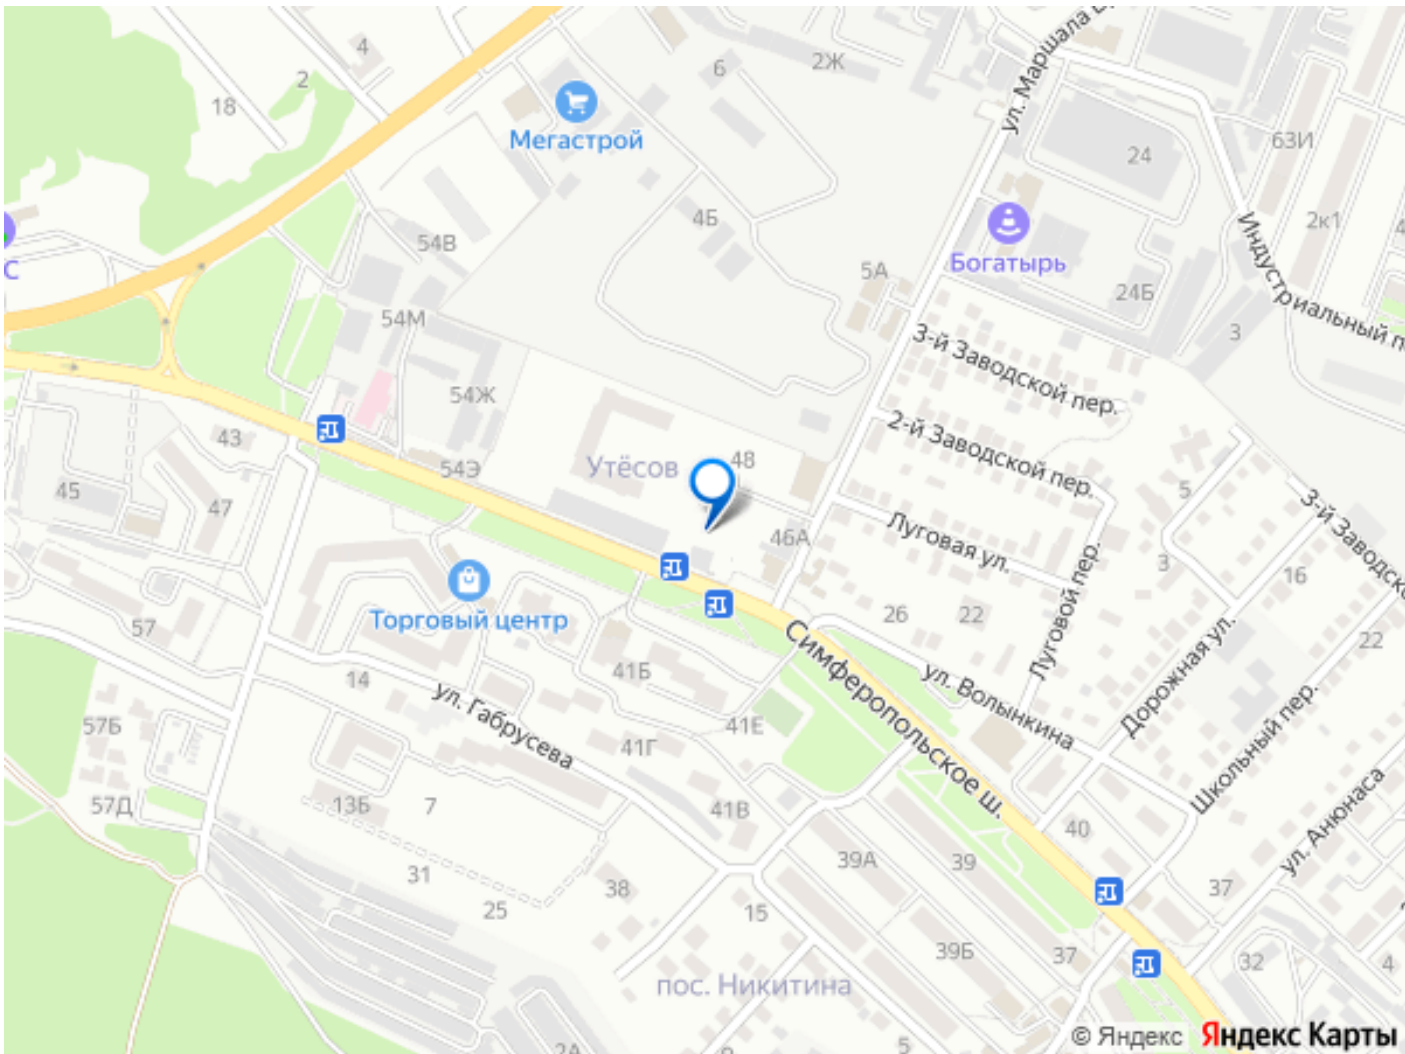 4
2
18
6
2Ж
ул. Маршала
Мегастрой
24
63И
4Б
2к1
54В
5А
Богатырь
24Б
Индустриальный
3
С
54М
3-й Заводской пер.
54Ж
2-й Заводской пер.
43
54Э
Утёсов
48
45
47
46А
Луговая ул.
5
3
3-й
16
Луговой пер.
Торговый центр
57
26
22
22
41Б
Симферопольское ш.
ул. Волынкина
Дорожная ул.
Школьный пер.
14
ул. Габрусева
57Б
41Г
41Е
57Д
13Б
7
41В
40
ул. Анюнаса
31
39А
39
38
25
15
37
39Б
37
32
4
пос. Никитина
2А
5
© Яндекс
Яндекс Карты